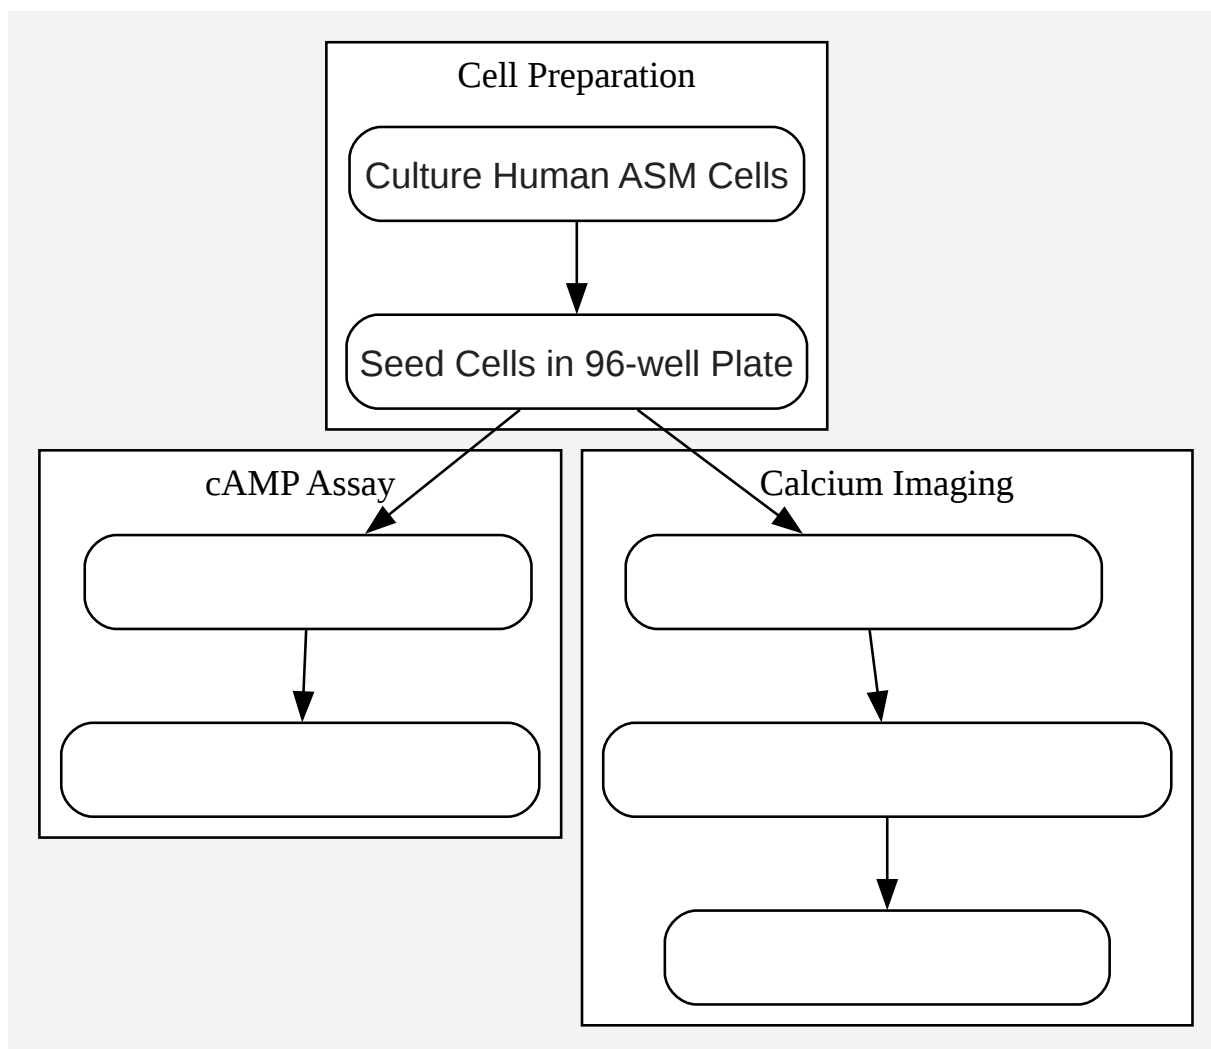 Cell Preparation
Culture Human ASM Cells
Seed Cells in 96-well Plate
cAMP Assay
Calcium Imaging